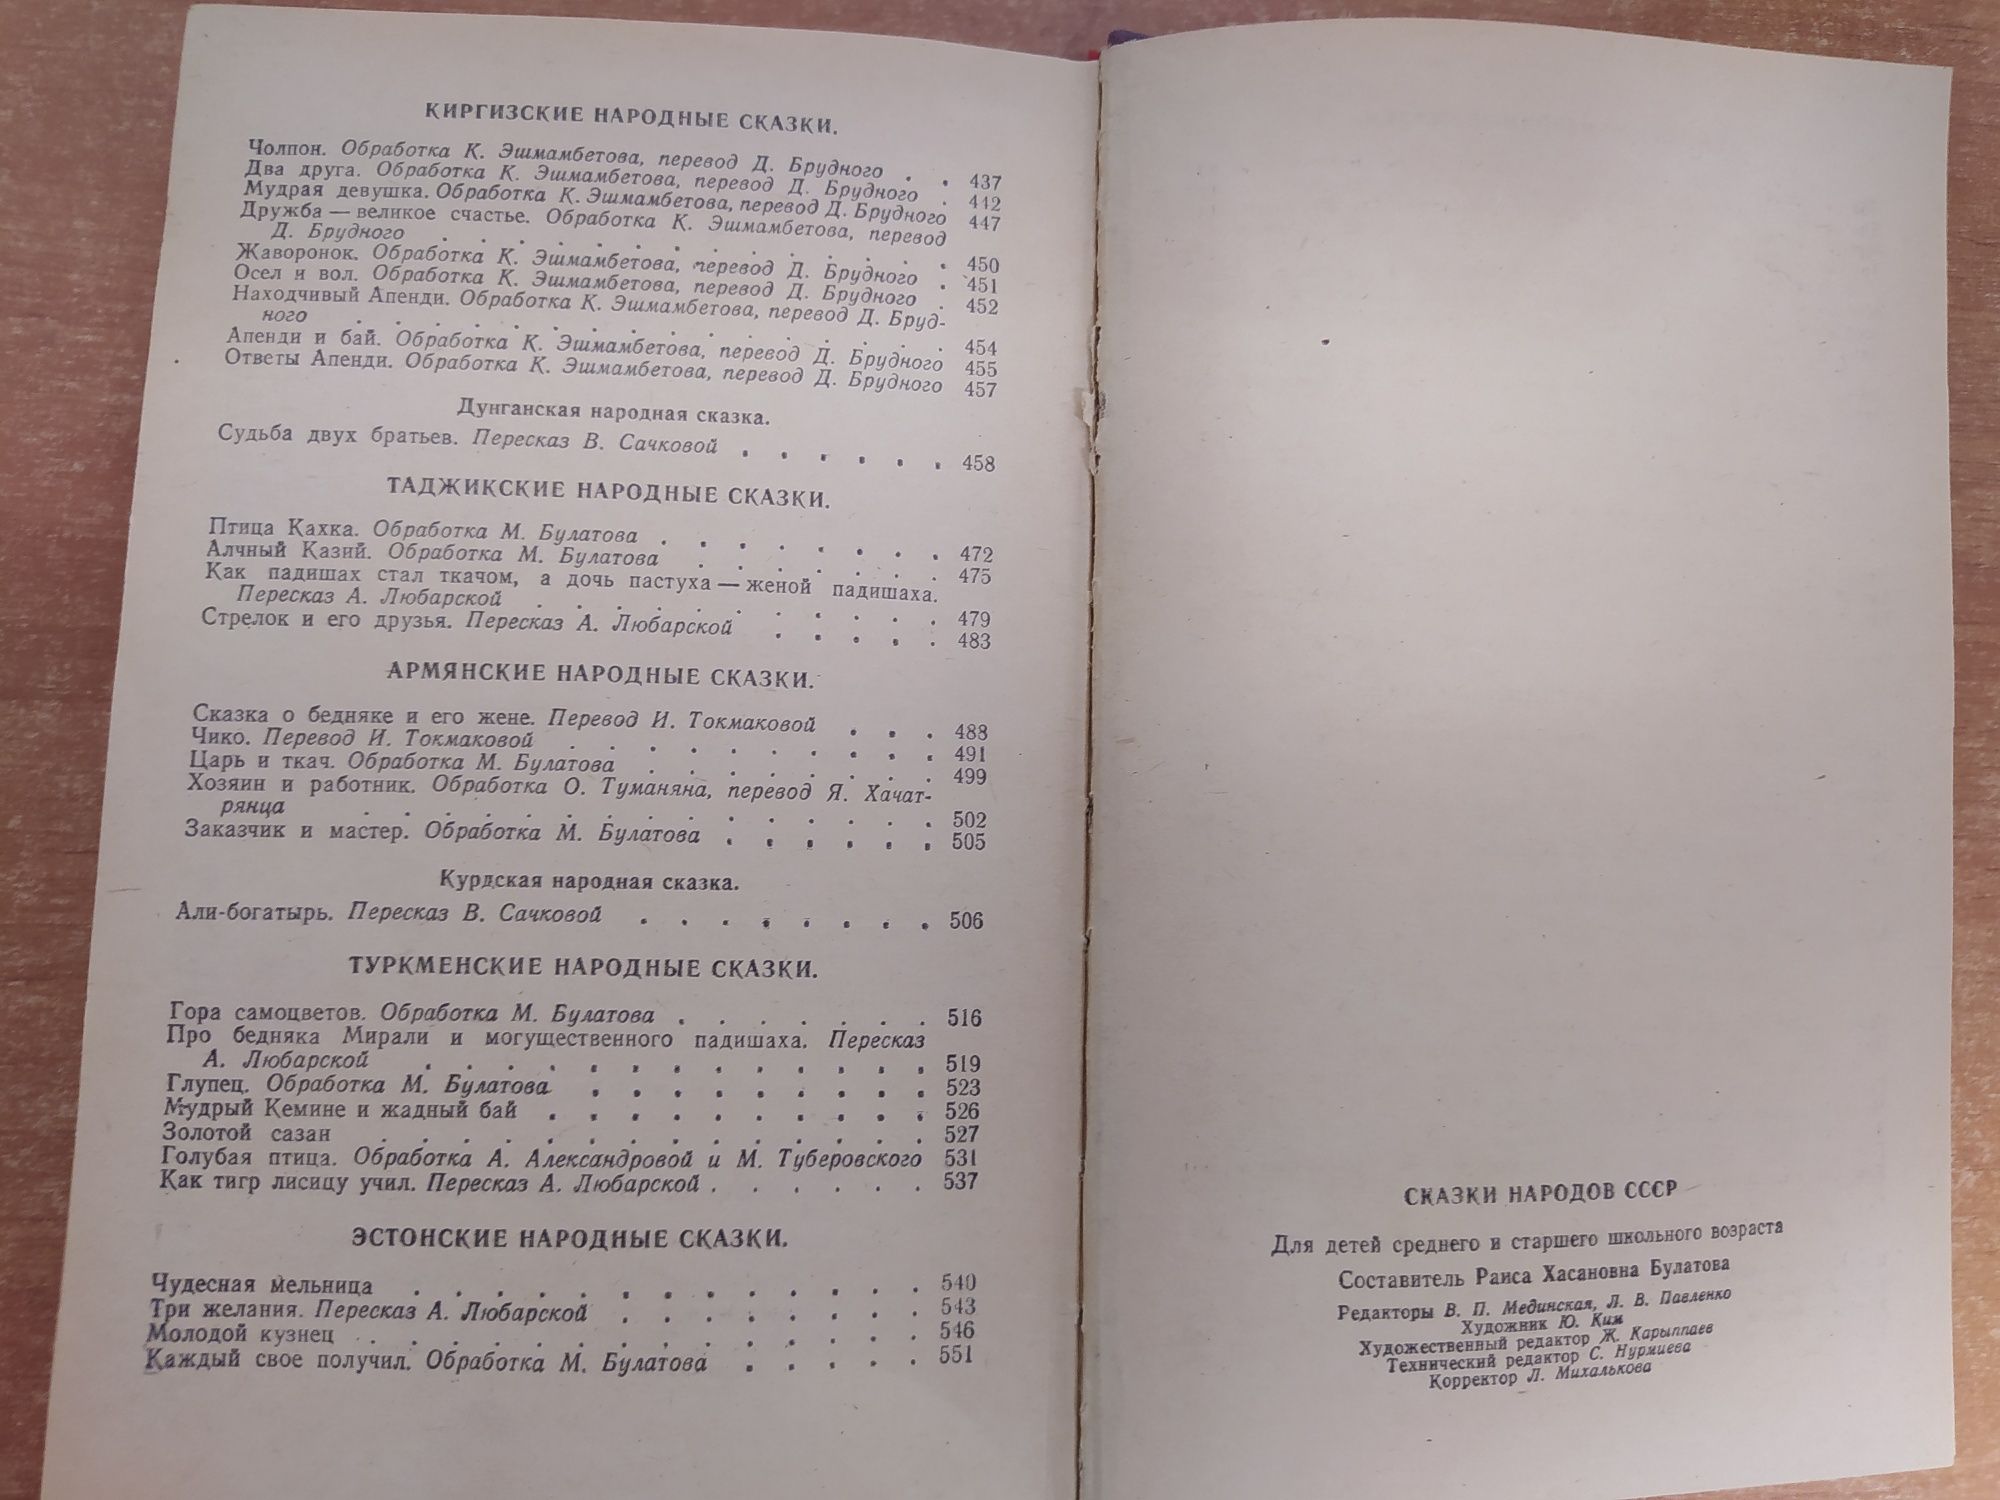 КИРГИЗСКИЕ НАРОДНЫЕ СКАЗКИ.
Чолпон. Обработка К. Эшмамбетова, перевод Д. Брудного . . 437
Два друга. Обработка К. Эшмамбетова, перевод Д. Брудного . 442
Мудрая девушка. Обработка К. Эшмамбетова, перевод Д. Брудного 447
Дружба — великое счастье. Обработка К. Эшмамбетова, перевод
Д. Брудного . . . . . . . . . . . . . 450
Жаворонок. Обработка К. Эшмамбетова, перевод Д. Брудного . 451
Осел и вол. Обработка К. Эшмамбетова, перевод Д. Брудного . 452
Находчивый Апенди. Обработка К. Эшмамбетова, перевод Д. Бруд-
ного . . . . . . . . . . . . . . . 454
Апенди и бай. Обработка К. Эшмамбетова, перевод Д. Брудного 455
Ответы Апенди. Обработка К. Эшмамбетова, перевод Д. Брудного 457
Дунганская народная сказка.
Судьба двух братьев. Пересказ В. Сачковой . . . . . . 458
ТАДЖИКСКИЕ НАРОДНЫЕ СКАЗКИ.
Птица Кахка. Обработка М. Булатова . . . . . . . . 472
Алчный Казий. Обработка М. Булатова . . . . . . . 475
Как падишах стал ткачом, а дочь пастуха — женой падишаха.
Пересказ А. Любарской . . . . . . . . . . . 479
Стрелок и его друзья. Пересказ А. Любарской . . . . . 483
АРМЯНСКИЕ НАРОДНЫЕ СКАЗКИ.
Сказка о бедняке и его жене. Перевод И. Токмаковой . . . 488
Чико. Перевод И. Токмаковой . . . . . . . . . . 491
Царь и ткач. Обработка М. Булатова . . . . . . . . 499
Хозяин и работник. Обработка О. Туманяна, перевод Я. Хачат-
рянца . . . . . . . . . . . . . . . 502
Заказчик и мастер. Обработка М. Булатова . . . . . . 505
Курдская народная сказка.
Али-богатырь. Пересказ В. Сачковой . . . . . . . . 506
ТУРКМЕНСКИЕ НАРОДНЫЕ СКАЗКИ.
Гора самоцветов. Обработка М. Булатова . . . . . . . 516
Про бедняка Мирали и могущественного падишаха. Пересказ
А. Любарской . . . . . . . . . . . . . 519
Глупец. Обработка М. Булатова . . . . . . . . . 523
Мудрый Кемине и жадный бай . . . . . . . . . . 526
Золотой сазан . . . . . . . . . . . . . . 527
Голубая птица. Обработка А. Александровой и М. Туберовского 531
Как тигр лисицу учил. Пересказ А. Любарской . . . . . . 537
ЭСТОНСКИЕ НАРОДНЫЕ СКАЗКИ.
Чудесная мельница . . . . . . . . . . . . . 540
Три желания. Пересказ А. Любарской . . . . . . . . 543
Молодой кузнец . . . . . . . . . . . . . . 546
Каждый свое получил. Обработка М. Булатова . . . . . 551
СКАЗКИ НАРОДОВ СССР
Для детей среднего и старшего школьного возраста
Составитель Раиса Хасановна Булатова
Редакторы В. П. Мединская, Л. В. Павленко
Художник Ю. Ким
Художественный редактор Ж. Карыппаев
Технический редактор С. Нурмиева
Корректор Л. Михалькова